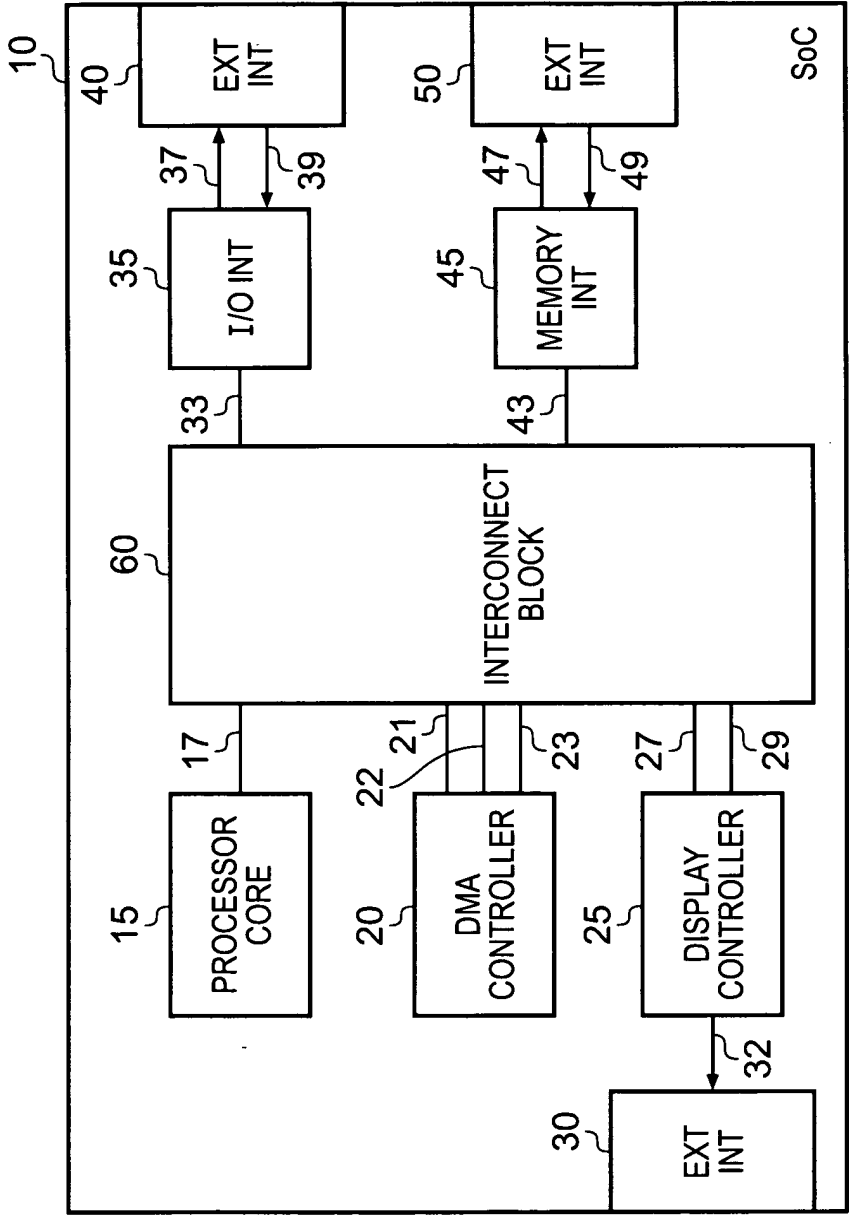 10
15
60
35
40
PROCESSOR
CORE
17
33
I/O INT
37
39
EXT
INT
20
DMA
CONTROLLER
21
22
23
INTERCONNECT
BLOCK
45
50
43
MEMORY
INT
47
49
EXT
INT
30
25
EXT
INT
32
DISPLAY
CONTROLLER
27
29
SoC